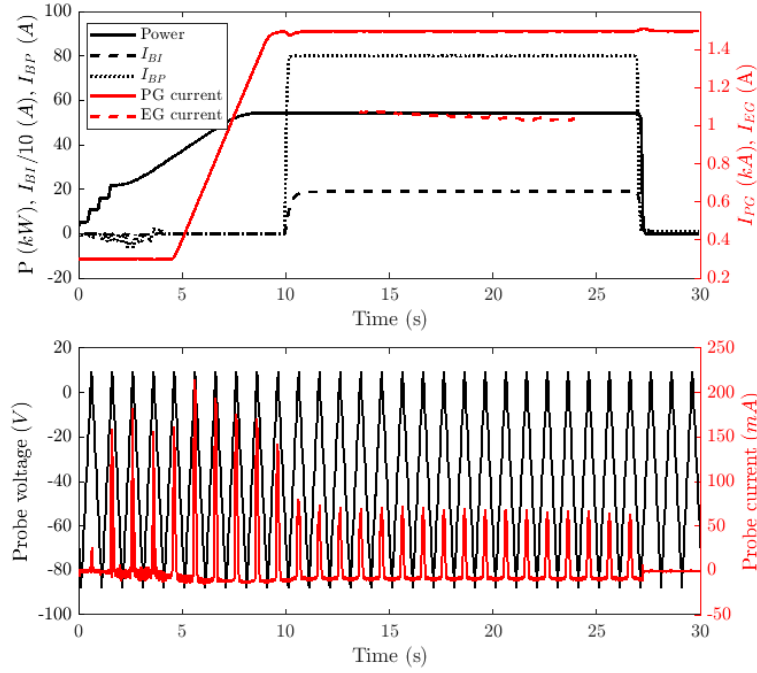 100
80
60
40
20
0
-20
P (kW), I_BI/10 (A), I_BP (A)
Power
I_BI
I_BP
PG current
EG current
1.4
1.2
1
0.8
0.6
0.4
0.2
I_PG (kA), I_EG (A)
0 5 10 15 20 25 30
Time (s)
20
0
-20
-40
-60
-80
-100
Probe voltage (V)
250
200
150
100
50
0
-50
Probe current (mA)
0 5 10 15 20 25 30
Time (s)